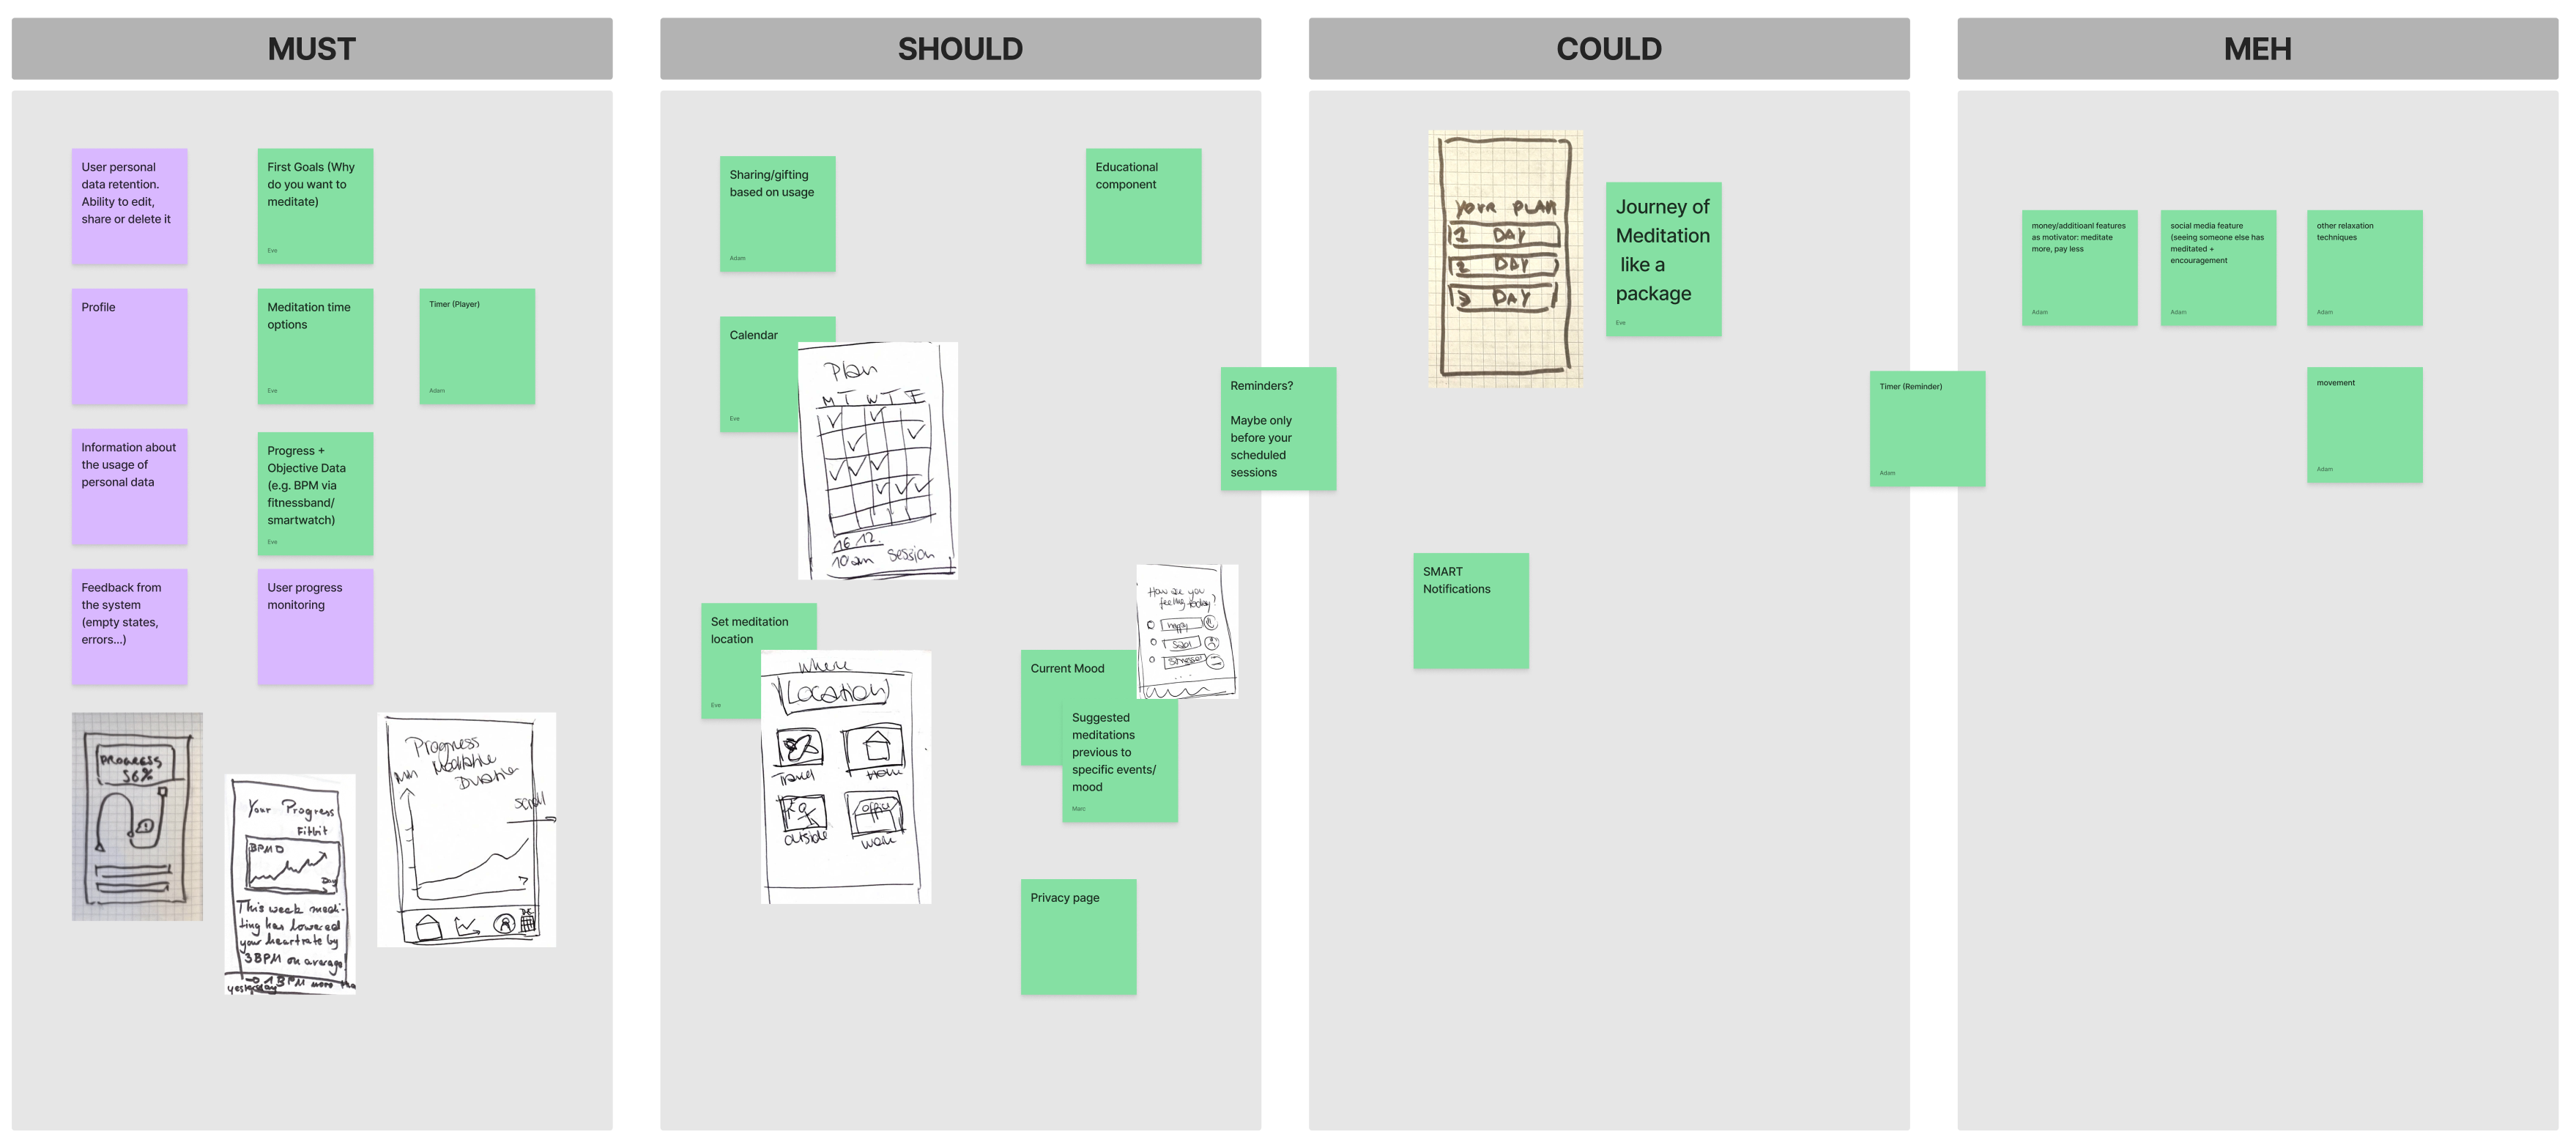 MUST
User personal
data retention.
Ability to edit,
share or delete it
First Goals (Why
do you want to
meditate)
Eve
Profile
Meditation time
options
Eve
Timer (Player)
Adam
Information about
the usage of
personal data
Progress +
Objective Data
(e.g. BPM via
fitnessband/
smartwatch)
Eve
Feedback from
the system
(empty states,
errors...)
User progress
monitoring
PROGRESS
56%
Your Progress
Fitbit
BPM
Day
This week medi-
ting has lowered
your heartrate by
3BPM on average!
1 BPM more than
yesterday
Progress
Meditative
Duration
Min
scroll
SHOULD
Sharing/gifting
based on usage
Adam
Educational
component
Calendar
Eve
Plan
M T W T F
16.12.
10am session
Reminders?
Maybe only
before your
scheduled
sessions
Set meditation
location
Eve
Where
Location
Travel
Home
Outside
office
Work
How are you
feeling today?
happy
sad
stressed
...
Current Mood
Suggested
meditations
previous to
specific events/
mood
Marc
Privacy page
COULD
YOUR PLAN
1 DAY
2 DAY
3 DAY
Journey of
Meditation
like a
package
Eve
Timer (Reminder)
Adam
SMART
Notifications
MEH
money/additioanl features
as motivator: meditate
more, pay less
Adam
social media feature
(seeing someone else has
meditated +
encouragement
Adam
other relaxation
techniques
Adam
movement
Adam